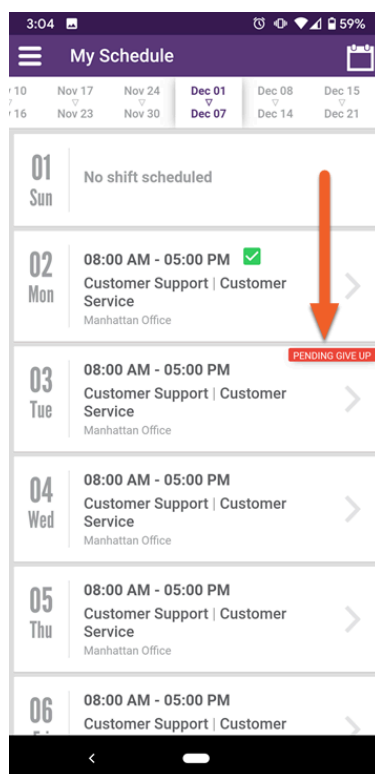 3:04 59%
My Schedule
10 Nov 17 Nov 24 Dec 01 Dec 08 Dec 15
16 Nov 23 Nov 30 Dec 07 Dec 14 Dec 21
01
Sun
No shift scheduled
02
Mon
08:00 AM - 05:00 PM
Customer Support | Customer
Service
Manhattan Office
PENDING GIVE UP
03
Tue
08:00 AM - 05:00 PM
Customer Support | Customer
Service
Manhattan Office
04
Wed
08:00 AM - 05:00 PM
Customer Support | Customer
Service
Manhattan Office
05
Thu
08:00 AM - 05:00 PM
Customer Support | Customer
Service
Manhattan Office
06
08:00 AM - 05:00 PM
Customer Support | Customer